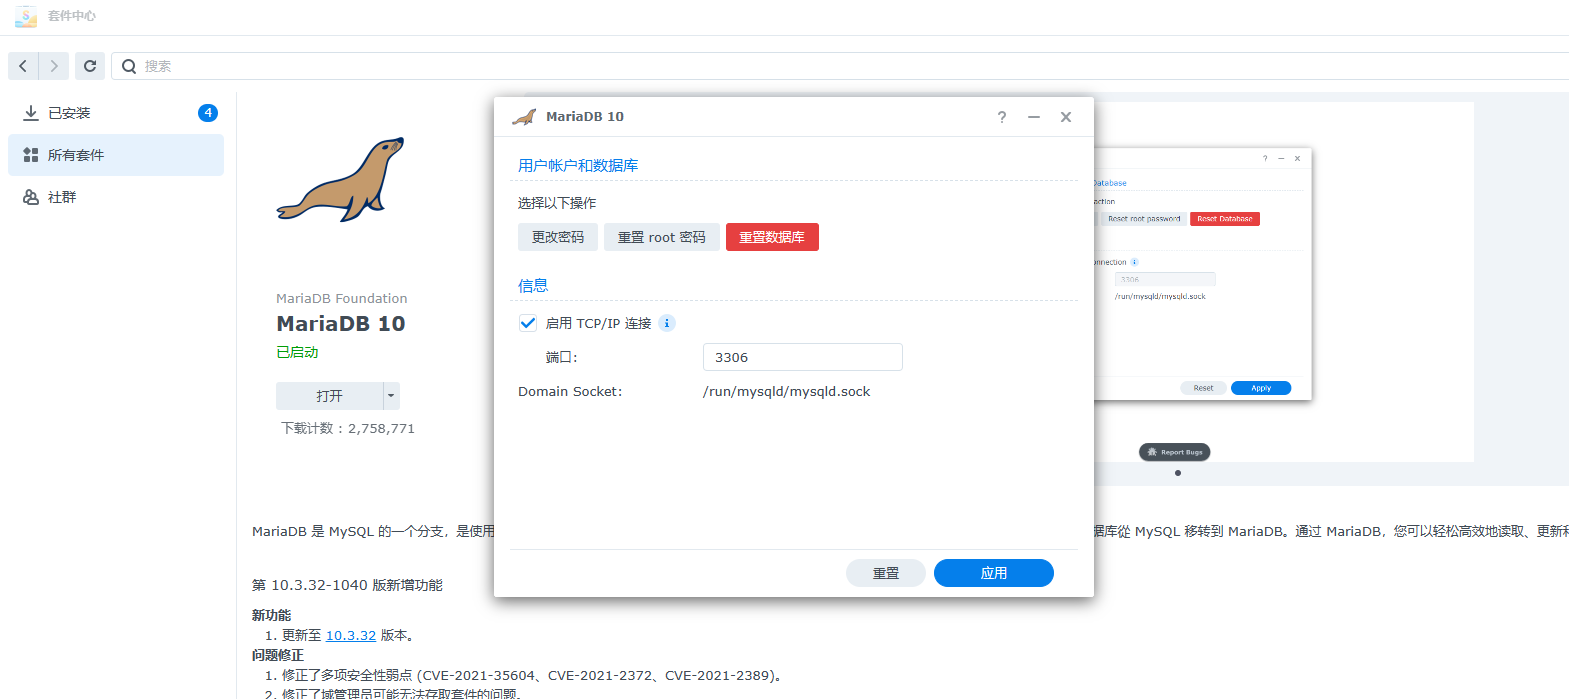 套件中心
搜索
已安装
4
所有套件
社群
MariaDB Foundation
MariaDB 10
已启动
打开
下载计数 : 2,758,771
MariaDB 10
用户帐户和数据库
选择以下操作
更改密码 重置 root 密码 重置数据库
信息
启用 TCP/IP 连接
端口: 3306
Domain Socket: /run/mysqld/mysqld.sock
重置 应用
Database
action
Reset root password Reset Database
onnection
3306
/run/mysqld/mysqld.sock
Reset Apply
Report Bugs
MariaDB 是 MySQL 的一个分支，是使用
据库從 MySQL 移转到 MariaDB。通过 MariaDB，您可以轻松高效地读取、更新和
第 10.3.32-1040 版新增功能
新功能
1. 更新至 10.3.32 版本。
问题修正
1. 修正了多项安全性弱点 (CVE-2021-35604、CVE-2021-2372、CVE-2021-2389)。
2. 修正了域管理员可能无法存取套件的问题。